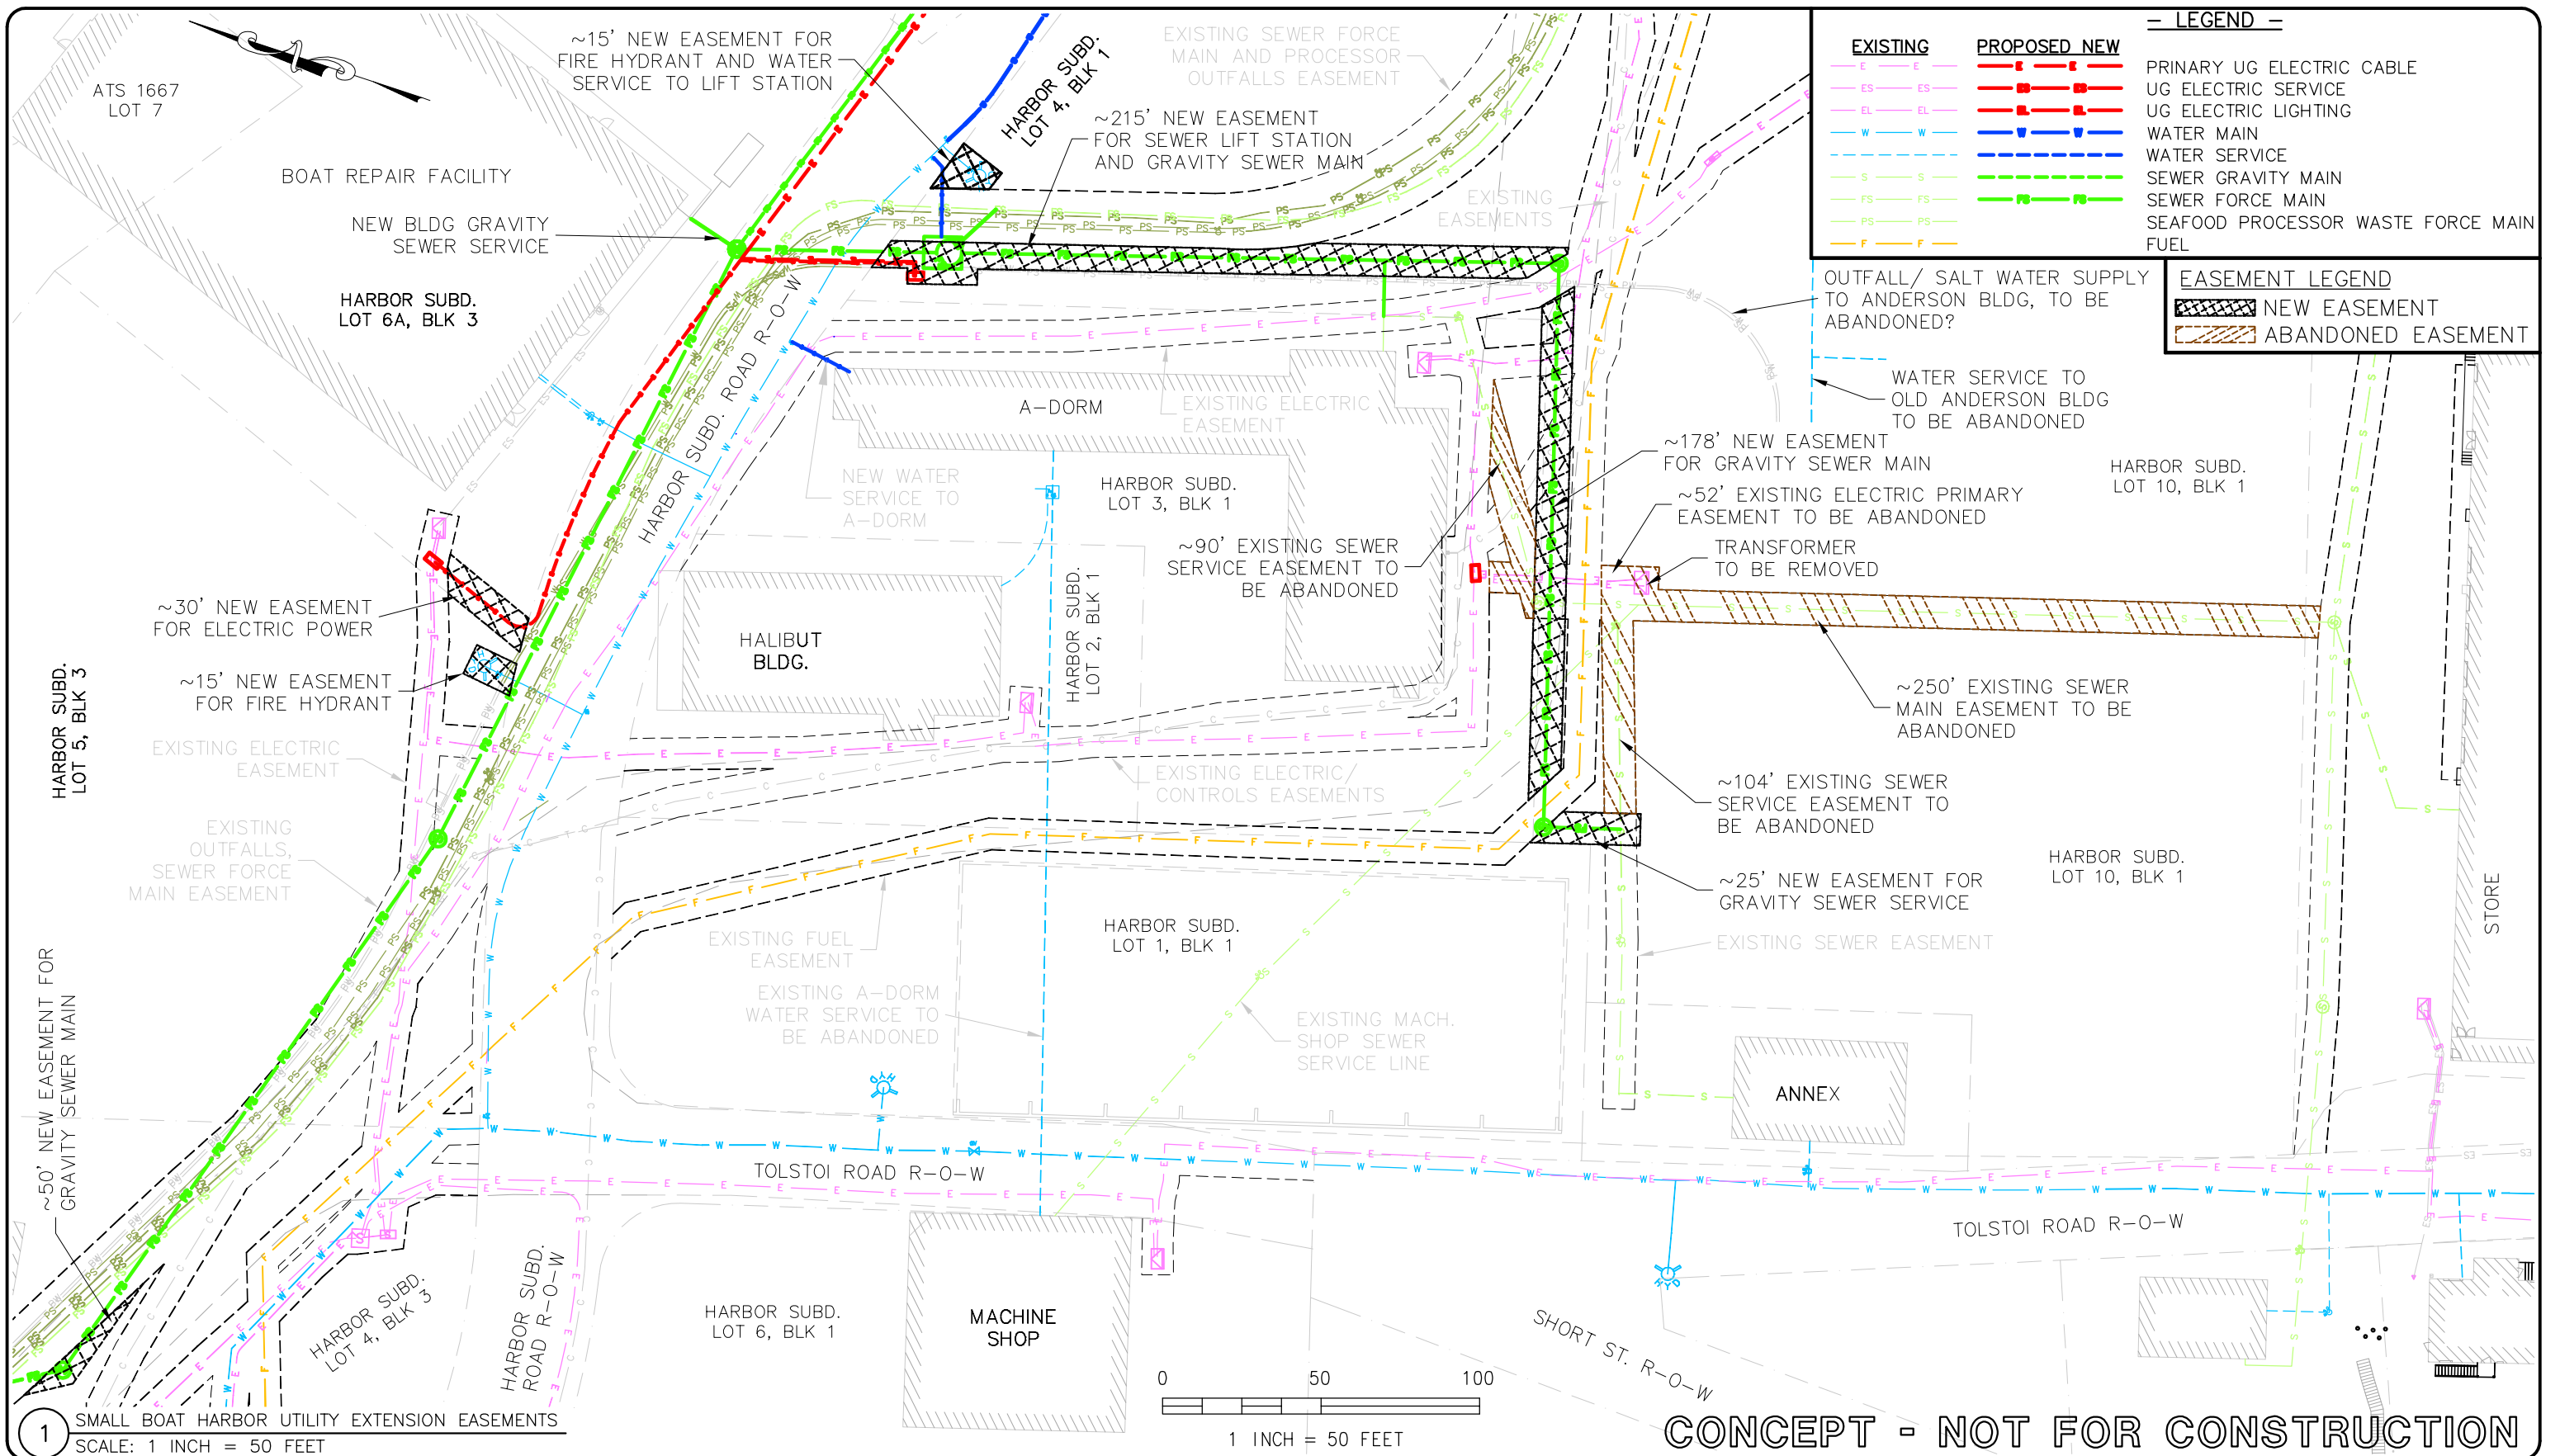 ~15' NEW EASEMENT FOR
FIRE HYDRANT AND WATER
SERVICE TO LIFT STATION
HARBOR SUBD.
LOT 4, BLK 1
EXISTING SEWER FORCE
MAIN AND PROCESSOR
OUTFALLS EASEMENT
~215' NEW EASEMENT
FOR SEWER LIFT STATION
AND GRAVITY SEWER MAIN
EXISTING
EASEMENTS
ATS 1667
LOT 7
BOAT REPAIR FACILITY
NEW BLDG GRAVITY
SEWER SERVICE
HARBOR SUBD.
LOT 6A, BLK 3
– LEGEND –
EXISTING
PROPOSED NEW
PRINARY UG ELECTRIC CABLE
UG ELECTRIC SERVICE
UG ELECTRIC LIGHTING
WATER MAIN
WATER SERVICE
SEWER GRAVITY MAIN
SEWER FORCE MAIN
SEAFOOD PROCESSOR WASTE FORCE MAIN
FUEL
EASEMENT LEGEND
NEW EASEMENT
ABANDONED EASEMENT
OUTFALL/ SALT WATER SUPPLY
TO ANDERSON BLDG, TO BE
ABANDONED?
WATER SERVICE TO
OLD ANDERSON BLDG
TO BE ABANDONED
HARBOR SUBD. ROAD R-O-W
A-DORM
EXISTING ELECTRIC
EASEMENT
NEW WATER
SERVICE TO
A-DORM
HARBOR SUBD.
LOT 3, BLK 1
~178' NEW EASEMENT
FOR GRAVITY SEWER MAIN
~52' EXISTING ELECTRIC PRIMARY
EASEMENT TO BE ABANDONED
TRANSFORMER
TO BE REMOVED
HARBOR SUBD.
LOT 10, BLK 1
~90' EXISTING SEWER
SERVICE EASEMENT TO
BE ABANDONED
~30' NEW EASEMENT
FOR ELECTRIC POWER
~15' NEW EASEMENT
FOR FIRE HYDRANT
HALIBUT
BLDG.
HARBOR SUBD.
LOT 2, BLK 1
HARBOR SUBD.
LOT 5, BLK 3
EXISTING ELECTRIC
EASEMENT
EXISTING
OUTFALLS,
SEWER FORCE
MAIN EASEMENT
~250' EXISTING SEWER
MAIN EASEMENT TO BE
ABANDONED
EXISTING ELECTRIC/
CONTROLS EASEMENTS
~104' EXISTING SEWER
SERVICE EASEMENT TO
BE ABANDONED
~25' NEW EASEMENT FOR
GRAVITY SEWER SERVICE
HARBOR SUBD.
LOT 10, BLK 1
STORE
EXISTING FUEL
EASEMENT
HARBOR SUBD.
LOT 1, BLK 1
EXISTING SEWER EASEMENT
EXISTING A-DORM
WATER SERVICE TO
BE ABANDONED
EXISTING MACH.
SHOP SEWER
SERVICE LINE
~50' NEW EASEMENT FOR
GRAVITY SEWER MAIN
HYD
ANNEX
TOLSTOI ROAD R-O-W
TOLSTOI ROAD R-O-W
HYD
HARBOR SUBD.
LOT 4, BLK 3
HARBOR SUBD.
ROAD R-O-W
HARBOR SUBD.
LOT 6, BLK 1
MACHINE
SHOP
SHORT ST. R-O-W
0 50 100
1 INCH = 50 FEET
1
SMALL BOAT HARBOR UTILITY EXTENSION EASEMENTS
SCALE: 1 INCH = 50 FEET
CONCEPT - NOT FOR CONSTRUCTION